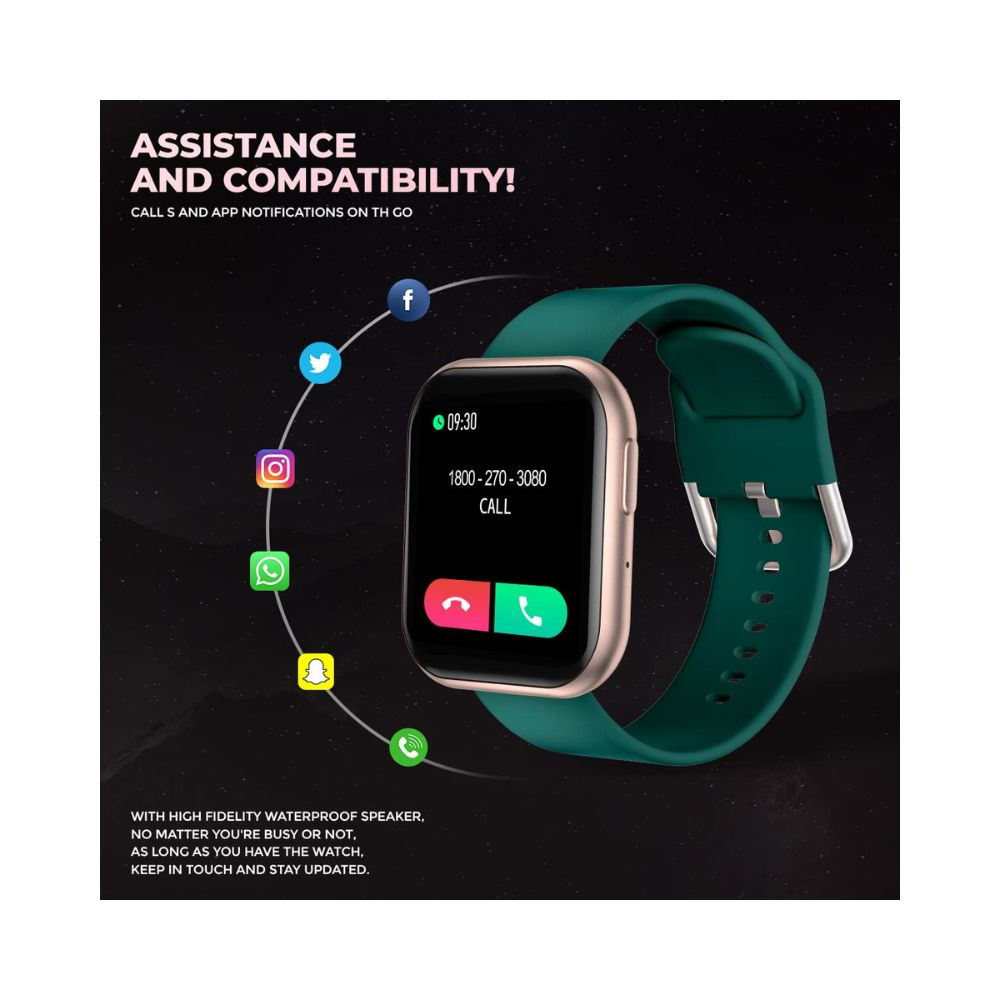 ASSISTANCE
AND COMPATIBILITY!
CALL S AND APP NOTIFICATIONS ON TH GO
f
09:30
1800 - 270 - 3080
CALL
WITH HIGH FIDELITY WATERPROOF SPEAKER,
NO MATTER YOU'RE BUSY OR NOT,
AS LONG AS YOU HAVE THE WATCH,
KEEP IN TOUCH AND STAY UPDATED.